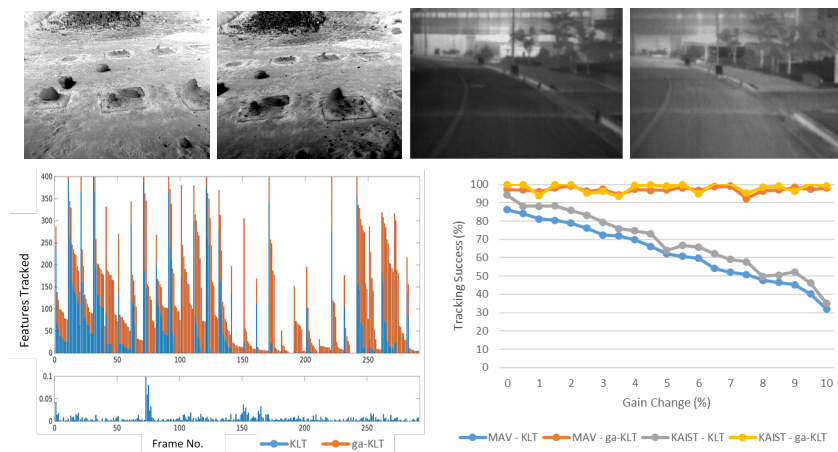 400
350
300
250
200
150
100
50
0
Features Tracked
0 50 100 150 200 250
0.1
0.05
0
0 50 100 150 200 250
Frame No.
KLT ga-KLT
100
90
80
70
60
50
40
30
20
10
0
Tracking Success (%)
0 1 2 3 4 5 6 7 8 9 10
Gain Change (%)
MAV - KLT MAV - ga-KLT KAIST - KLT KAIST - ga-KLT